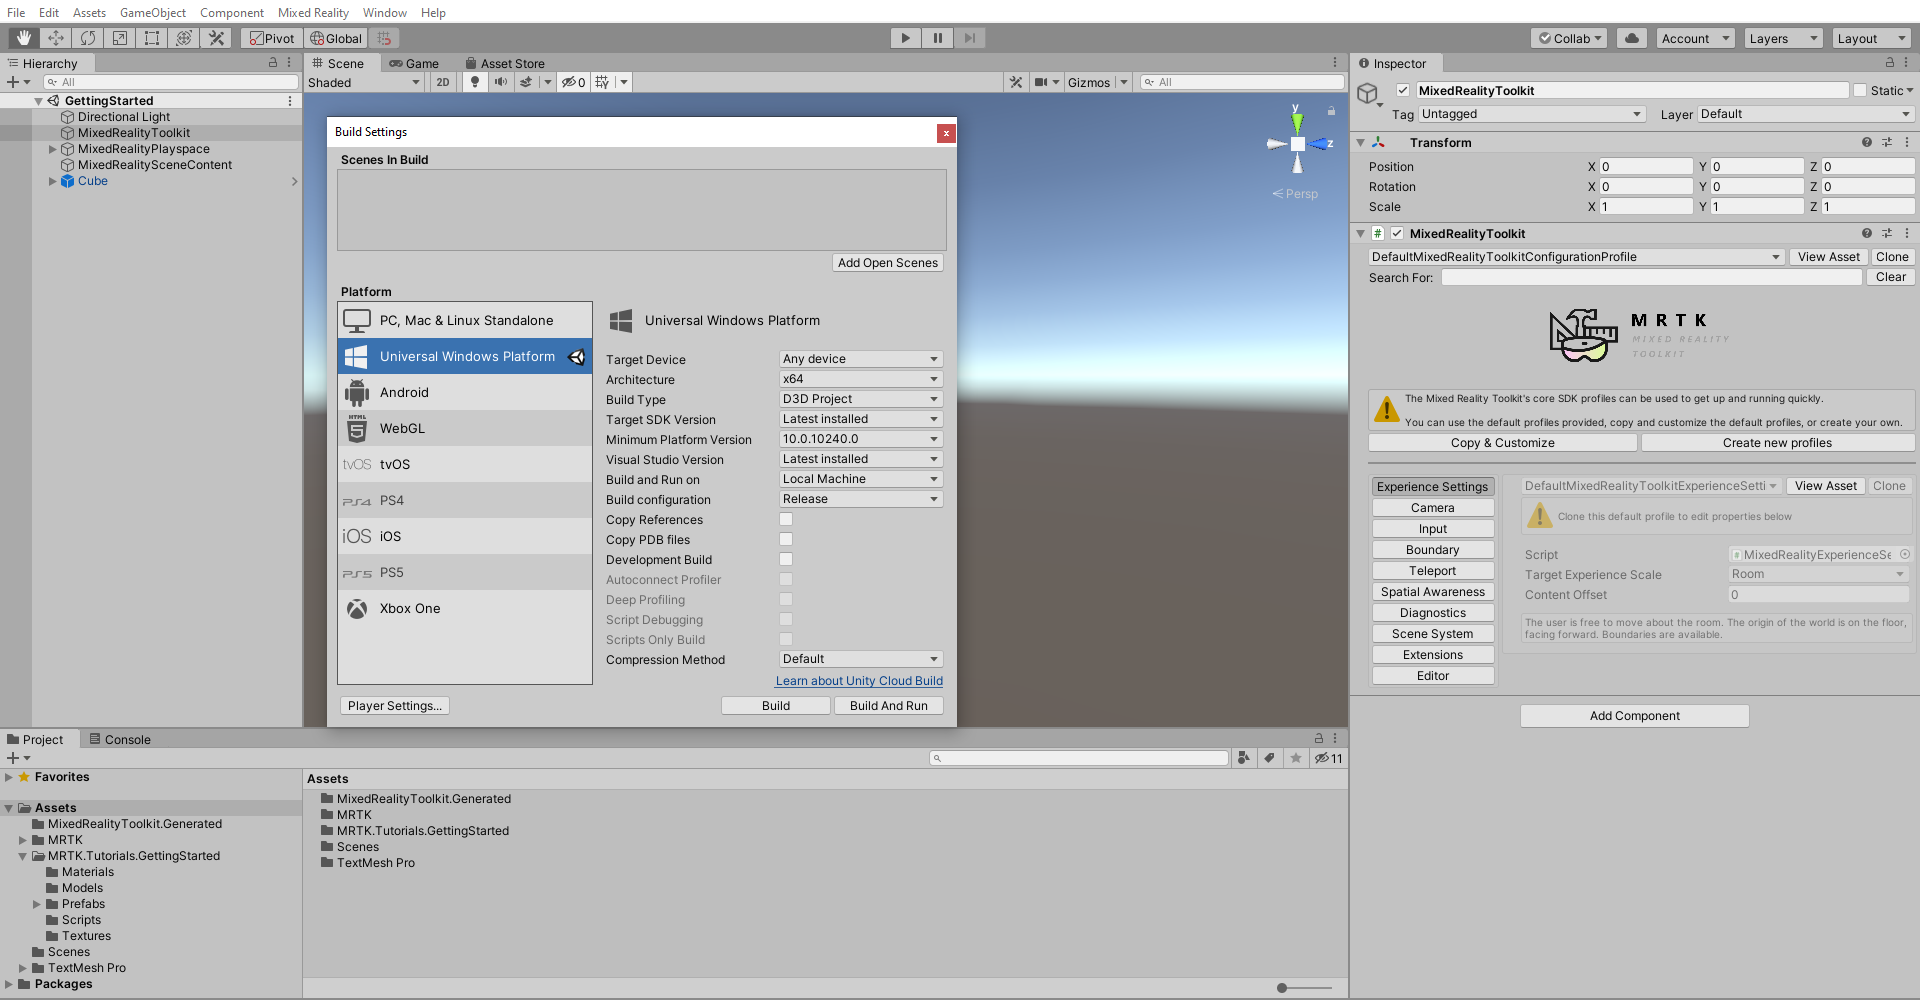 File Edit Assets GameObject Component Mixed Reality Window Help
Pivot Global Collab Account Layers Layout
Hierarchy
All
GettingStarted
Directional Light
MixedRealityToolkit
MixedRealityPlayspace
MixedRealitySceneContent
Cube
Scene Game Asset Store
Shaded 2D 0 Gizmos All
y
z
Persp
Build Settings
x
Scenes In Build
Add Open Scenes
Platform
PC, Mac & Linux Standalone
Universal Windows Platform
Android
HTML 5 WebGL
tvOS tvOS
PS4 PS4
iOS iOS
PS5 PS5
Xbox One
Universal Windows Platform
Target Device Any device
Architecture x64
Build Type D3D Project
Target SDK Version Latest installed
Minimum Platform Version 10.0.10240.0
Visual Studio Version Latest installed
Build and Run on Local Machine
Build configuration Release
Copy References
Copy PDB files
Development Build
Autoconnect Profiler
Deep Profiling
Script Debugging
Scripts Only Build
Compression Method Default
Learn about Unity Cloud Build
Player Settings... Build Build And Run
Inspector
MixedRealityToolkit Static
Tag Untagged Layer Default
Transform
Position X 0 Y 0 Z 0
Rotation X 0 Y 0 Z 0
Scale X 1 Y 1 Z 1
# MixedRealityToolkit
DefaultMixedRealityToolkitConfigurationProfile View Asset Clone
Search For: Clear
MRTK
MIXED REALITY
TOOLKIT
The Mixed Reality Toolkit's core SDK profiles can be used to get up and running quickly.
You can use the default profiles provided, copy and customize the default profiles, or create your own.
Copy & Customize Create new profiles
Experience Settings
Camera
Input
Boundary
Teleport
Spatial Awareness
Diagnostics
Scene System
Extensions
Editor
DefaultMixedRealityToolkitExperienceSetti View Asset Clone
Clone this default profile to edit properties below
Script # MixedRealityExperienceSe
Target Experience Scale Room
Content Offset 0
The user is free to move about the room. The origin of the world is on the floor,
facing forward. Boundaries are available.
Add Component
Project Console
11
Favorites
Assets
MixedRealityToolkit.Generated
MRTK
MRTK.Tutorials.GettingStarted
Materials
Models
Prefabs
Scripts
Textures
Scenes
TextMesh Pro
Packages
Assets
MixedRealityToolkit.Generated
MRTK
MRTK.Tutorials.GettingStarted
Scenes
TextMesh Pro